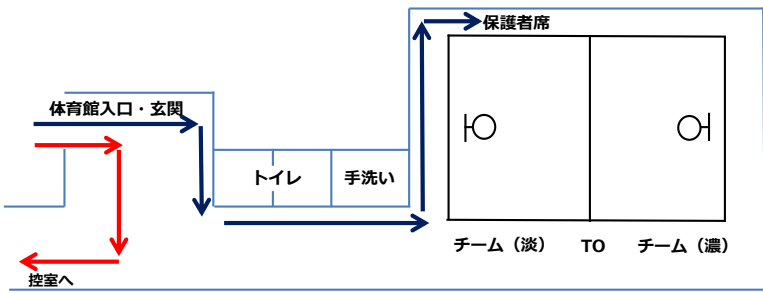 保護者席
体育館入口・玄関
トイレ
手洗い
チーム（淡）
TO
チーム（濃）
控室へ